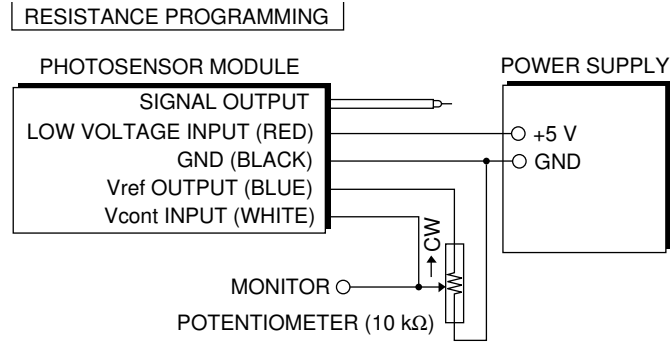 RESISTANCE PROGRAMMING
PHOTOSENSOR MODULE
POWER SUPPLY
SIGNAL OUTPUT
LOW VOLTAGE INPUT (RED)
+5 V
GND (BLACK)
GND
Vref OUTPUT (BLUE)
Vcont INPUT (WHITE)
CW
MONITOR
POTENTIOMETER (10 kΩ)